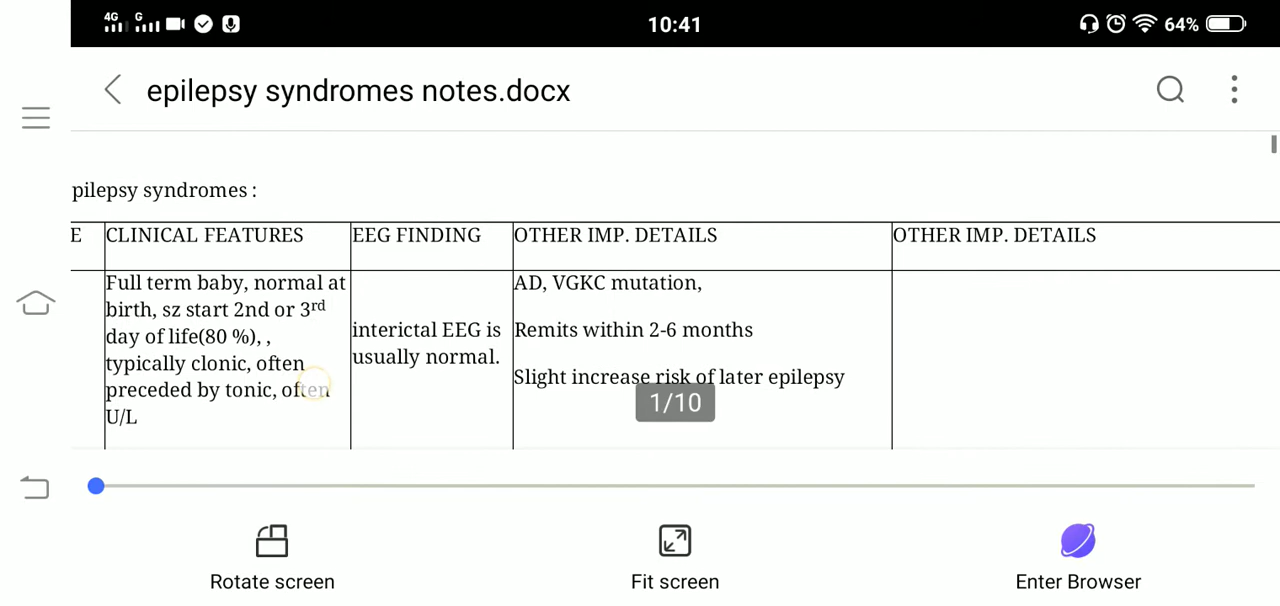 4G G 10:41 64%
epilepsy syndromes notes.docx
pilepsy syndromes :
E CLINICAL FEATURES EEG FINDING OTHER IMP. DETAILS OTHER IMP. DETAILS
Full term baby, normal at
birth, sz start 2nd or 3rd
day of life(80 %), ,
typically clonic, often
preceded by tonic, often
U/L
interictal EEG is
usually normal.
AD, VGKC mutation,
Remits within 2-6 months
Slight increase risk of later epilepsy
1/10
Rotate screen
Fit screen
Enter Browser